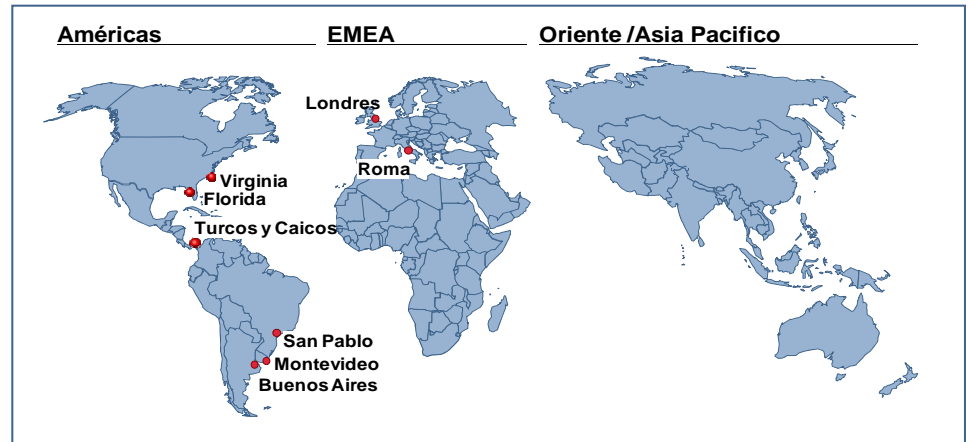 Américas
EMEA
Oriente /Asia Pacifico
Londres
Roma
Virginia
Florida
Turcos y Caicos
San Pablo
Montevideo
Buenos Aires